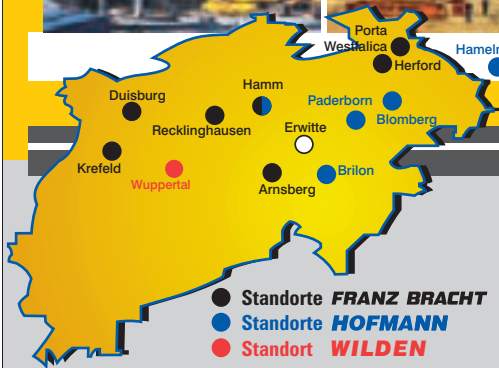 Porta
Westfalica
Hameln
Herford
Hamm
Duisburg
Paderborn
Blomberg
Recklinghausen
Erwitte
Krefeld
Wuppertal
Arnsberg
Brilon
Standorte FRANZ BRACHT
Standorte HOFMANN
Standort WILDEN